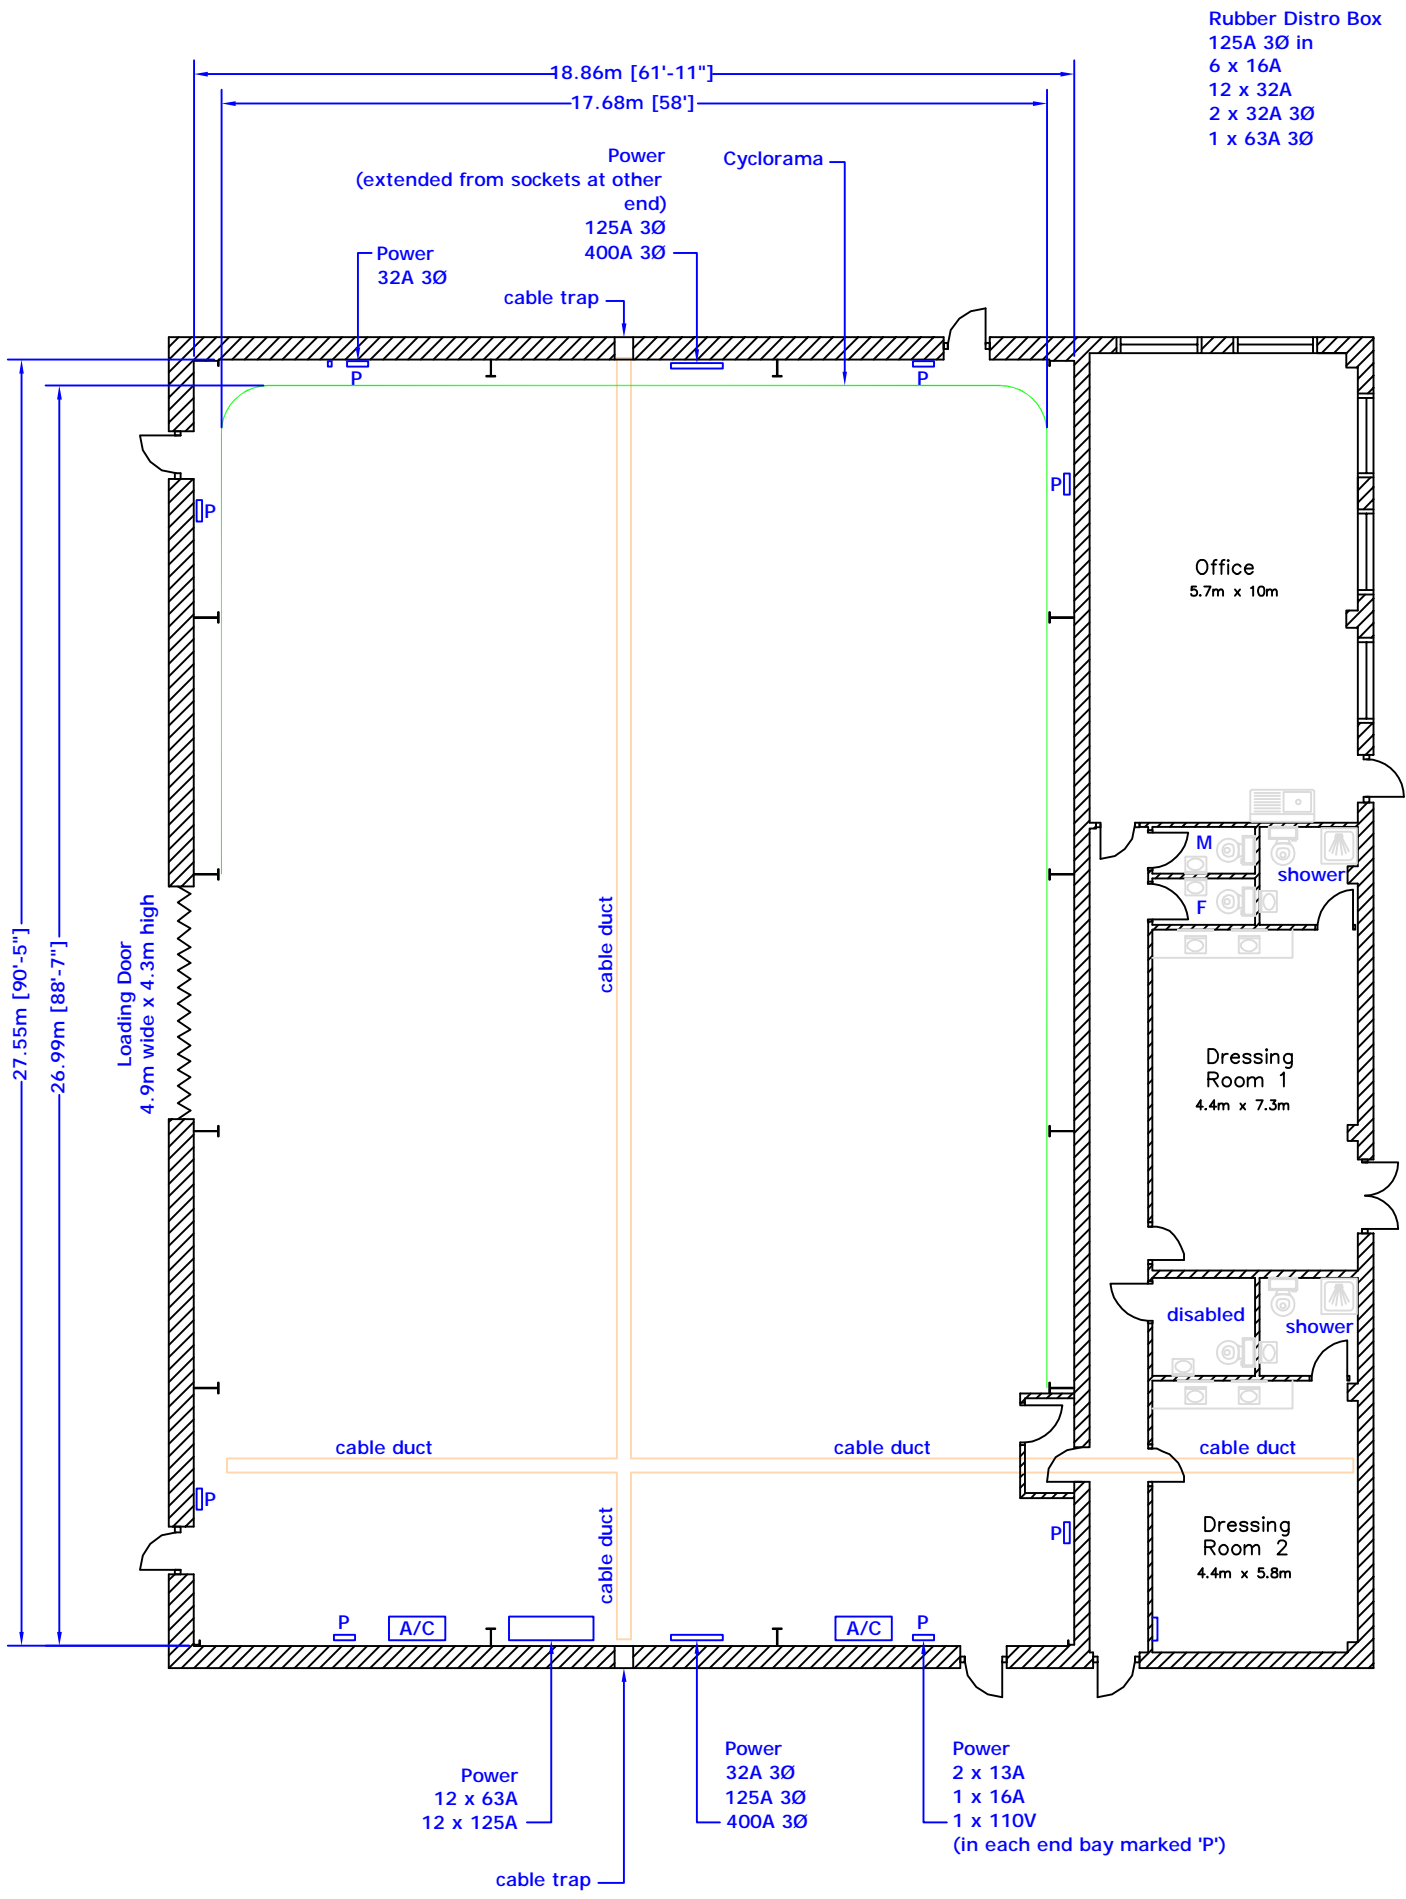 Rubber Distro Box
125A 3Ø in
6 x 16A
12 x 32A
2 x 32A 3Ø
1 x 63A 3Ø
18.86m [61'-11"]
17.68m [58']
Power
(extended from sockets at other
end)
125A 3Ø
400A 3Ø
Cyclorama
Power
32A 3Ø
cable trap
P
P
P
P
Office
5.7m x 10m
M
shower
F
27.55m [90'-5"]
26.99m [88'-7"]
Loading Door
4.9m wide x 4.3m high
cable duct
Dressing
Room 1
4.4m x 7.3m
disabled
shower
cable duct
cable duct
cable duct
P
cable duct
P
Dressing
Room 2
4.4m x 5.8m
P
A/C
A/C
P
Power
12 x 63A
12 x 125A
Power
32A 3Ø
125A 3Ø
400A 3Ø
Power
2 x 13A
1 x 16A
1 x 110V
(in each end bay marked 'P')
cable trap